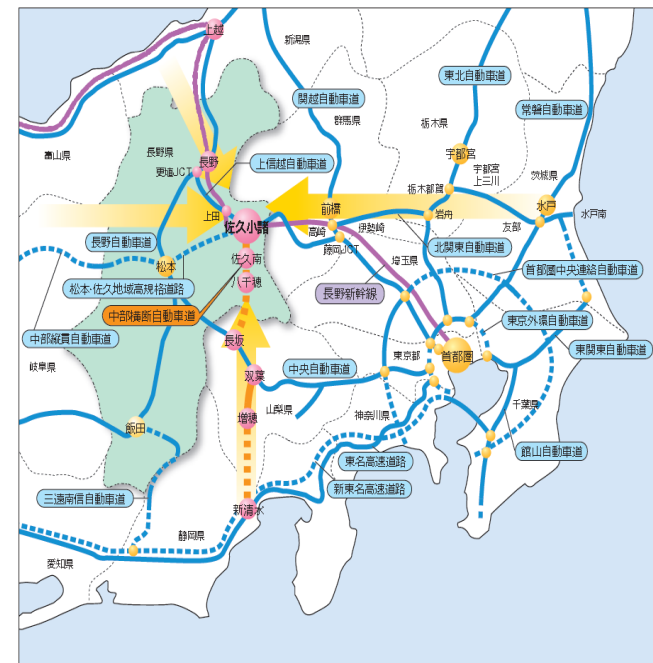 上越
新潟県
東北自動車道
関越自動車道
常磐自動車道
群馬県
栃木県
富山県
長野県
長野
宇都宮
宇都宮
上三川
茨城県
更埴JCT
上信越自動車道
栃木都賀
上田
佐久小諸
前橋
高崎
伊勢崎
岩舟
水戸
水戸南
友部
長野自動車道
藤岡JCT
北関東自動車道
佐久南
松本
埼玉県
首都圏中央連絡自動車道
八千穂
松本・佐久地域高規格道路
長野新幹線
中部横断自動車道
東京外環自動車道
中部縦貫自動車道
長坂
東関東自動車道
岐阜県
中央自動車道
東京都
首都圏
双葉
山梨県
神奈川県
千葉県
増穂
飯田
館山自動車道
東名高速道路
新東名高速道路
三遠南信自動車道
新清水
静岡県
愛知県